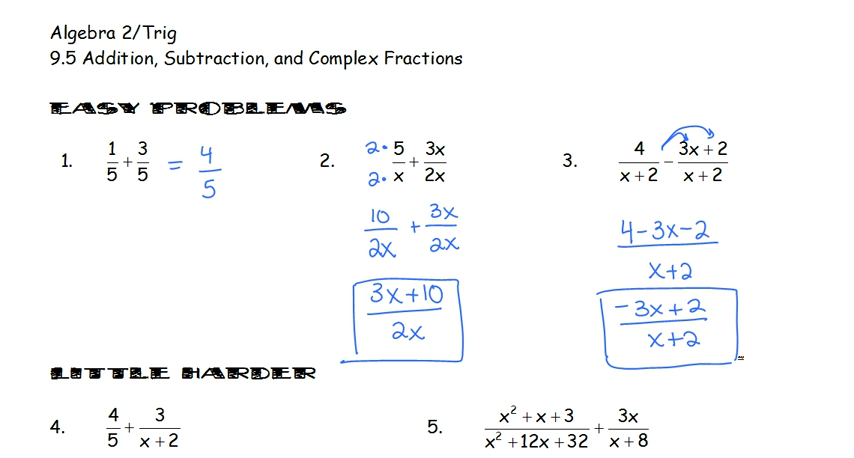 Algebra 2/Trig
9.5 Addition, Subtraction, and Complex Fractions
EASY PROBLEMS
1. 1/5 + 3/5 = 4/5
2. 2•5/2•x + 3x/2x
10/2x + 3x/2x
3x+10/2x
3. 4/x+2 − 3x+2/x+2
4-3x-2/x+2
-3x+2/x+2
LITTLE HARDER
4. 4/5 + 3/x+2
5. x²+x+3/x²+12x+32 + 3x/x+8